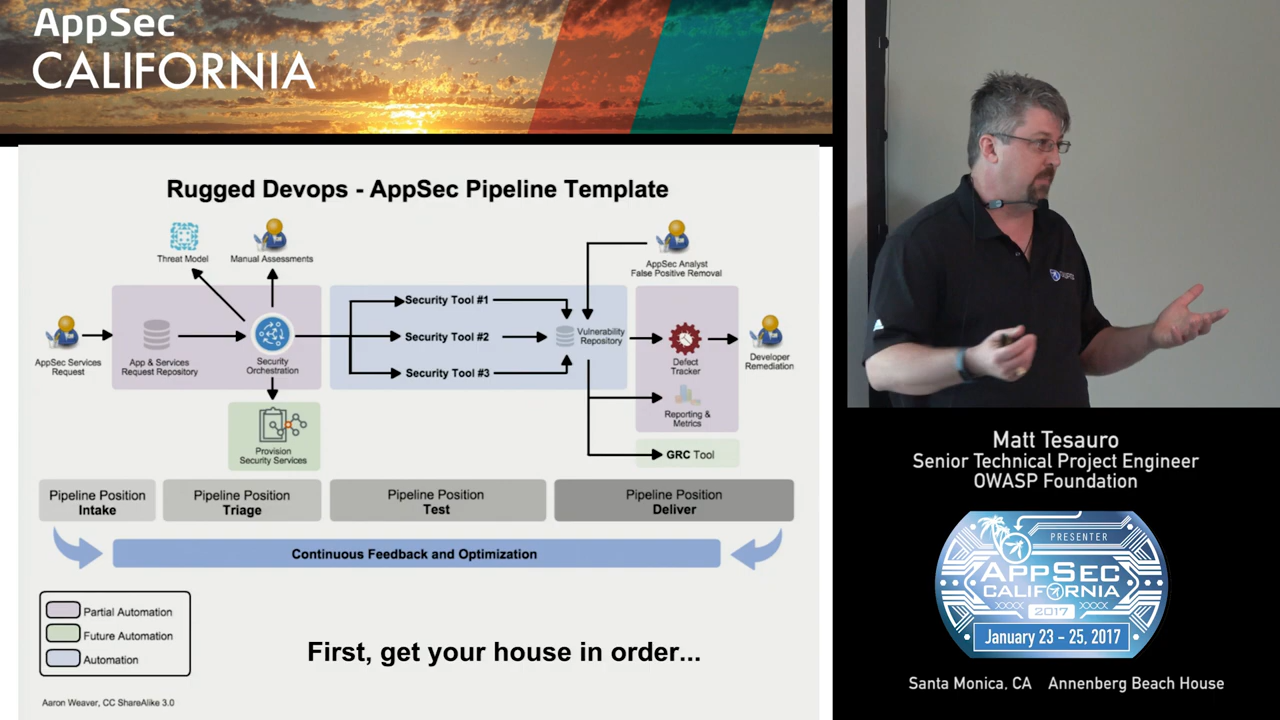 AppSec
CALIFORNIA
Rugged Devops - AppSec Pipeline Template
Threat Model
Manual Assessments
AppSec Analyst
False Positive Removal
AppSec Services
Request
App & Services
Request Repository
Security
Orchestration
Security Tool #1
Security Tool #2
Security Tool #3
Vulnerability
Repository
Defect
Tracker
Developer
Remediation
Reporting &
Metrics
Provision
Security Services
GRC Tool
Pipeline Position
Intake
Pipeline Position
Triage
Pipeline Position
Test
Pipeline Position
Deliver
Continuous Feedback and Optimization
Partial Automation
Future Automation
Automation
First, get your house in order...
Aaron Weaver, CC ShareAlike 3.0
Matt Tesauro
Senior Technical Project Engineer
OWASP Foundation
PRESENTER
APPSEC
CALIFORNIA
XXXX 2017 XXXX
January 23 - 25, 2017
Santa Monica, CA Annenberg Beach House